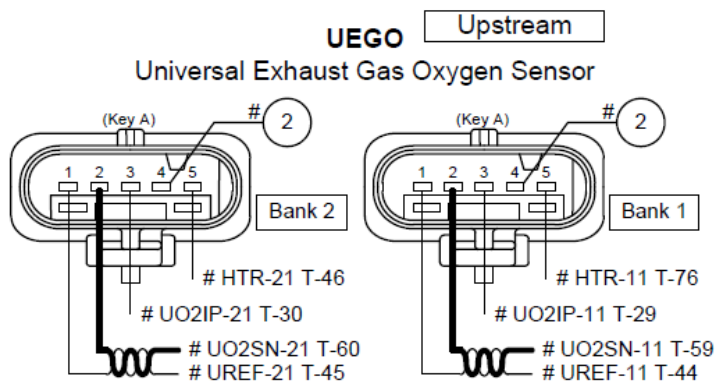 UEGO Upstream
Universal Exhaust Gas Oxygen Sensor
(Key A) # 2
1 2 3 4 5
Bank 2
# HTR-21 T-46
# UO2IP-21 T-30
# UO2SN-21 T-60
# UREF-21 T-45
(Key A) # 2
1 2 3 4 5
Bank 1
# HTR-11 T-76
# UO2IP-11 T-29
# UO2SN-11 T-59
# UREF-11 T-44